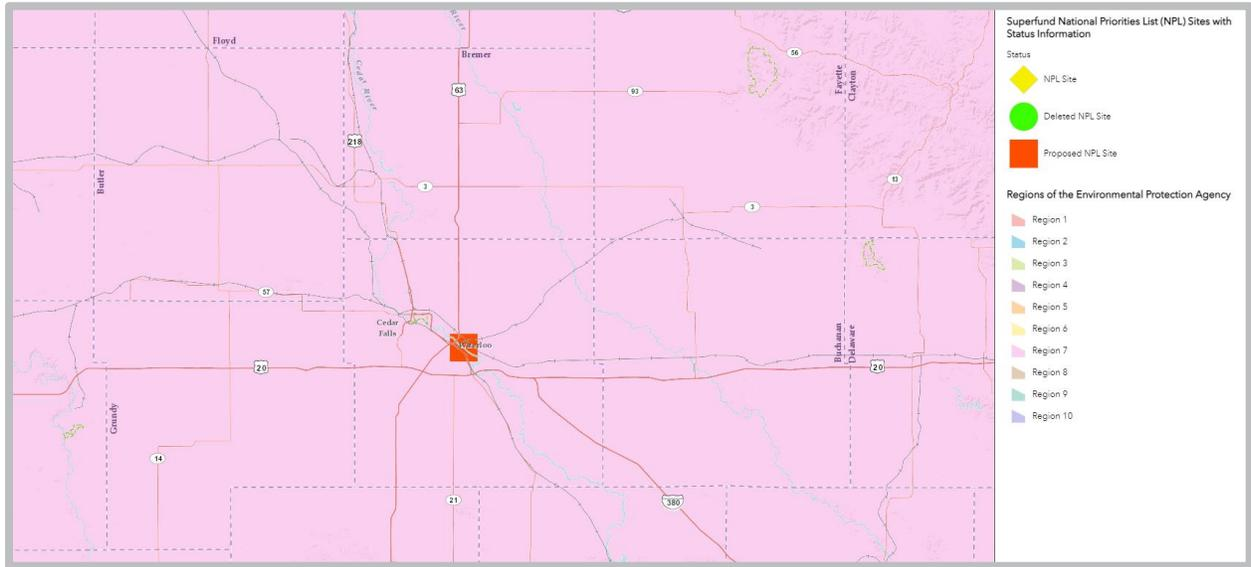 Floyd
Bremer
River
Cedar River
63
218
93
56
Fayette
Clayton
Butler
3
3
13
57
Cedar
Falls
Waterloo
20
20
Buchanan
Delaware
Grundy
14
21
380
Superfund National Priorities List (NPL) Sites with
Status Information
Status
NPL Site
Deleted NPL Site
Proposed NPL Site
Regions of the Environmental Protection Agency
Region 1
Region 2
Region 3
Region 4
Region 5
Region 6
Region 7
Region 8
Region 9
Region 10